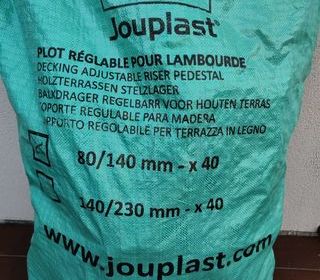 Jouplast®
PLOT RÉGLABLE POUR LAMBOURDE
DECKING ADJUSTABLE RISER PEDESTAL
HOLZTERRASSEN STELZLAGER
BALKDRAGER REGELBARR VOOR HOUTEN TERRAS
SOPORTE REGULABLE PARA MADERA
SUPPORTO REGOLABILE PER TERRAZZA IN LEGNO
80/140 mm - x 40
140/230 mm - x 40
www.jouplast.com